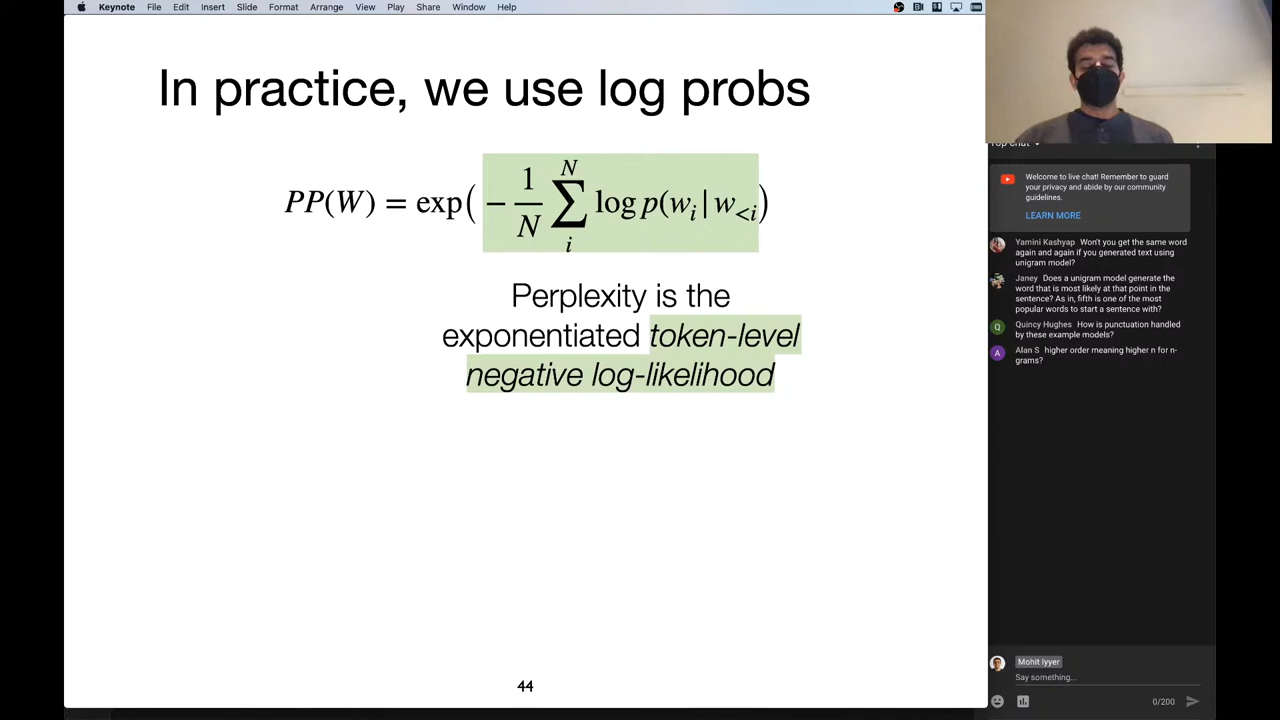 Keynote File Edit Insert Slide Format Arrange View Play Share Window Help
In practice, we use log probs
PP(W) = exp( − 1/N ∑_i^N log p(w_i | w_{<i}) )
Perplexity is the
exponentiated token-level
negative log-likelihood
44
Welcome to live chat! Remember to guard
your privacy and abide by our community
guidelines.
LEARN MORE
Yamini Kashyap Won't you get the same word
again and again if you generated text using
unigram model?
Janey Does a unigram model generate the
word that is most likely at that point in the
sentence? As in, fifth is one of the most
popular words to start a sentence with?
Q
Quincy Hughes How is punctuation handled
by these example models?
A
Alan S higher order meaning higher n for n-
grams?
Mohit Iyyer
Say something...
0/200